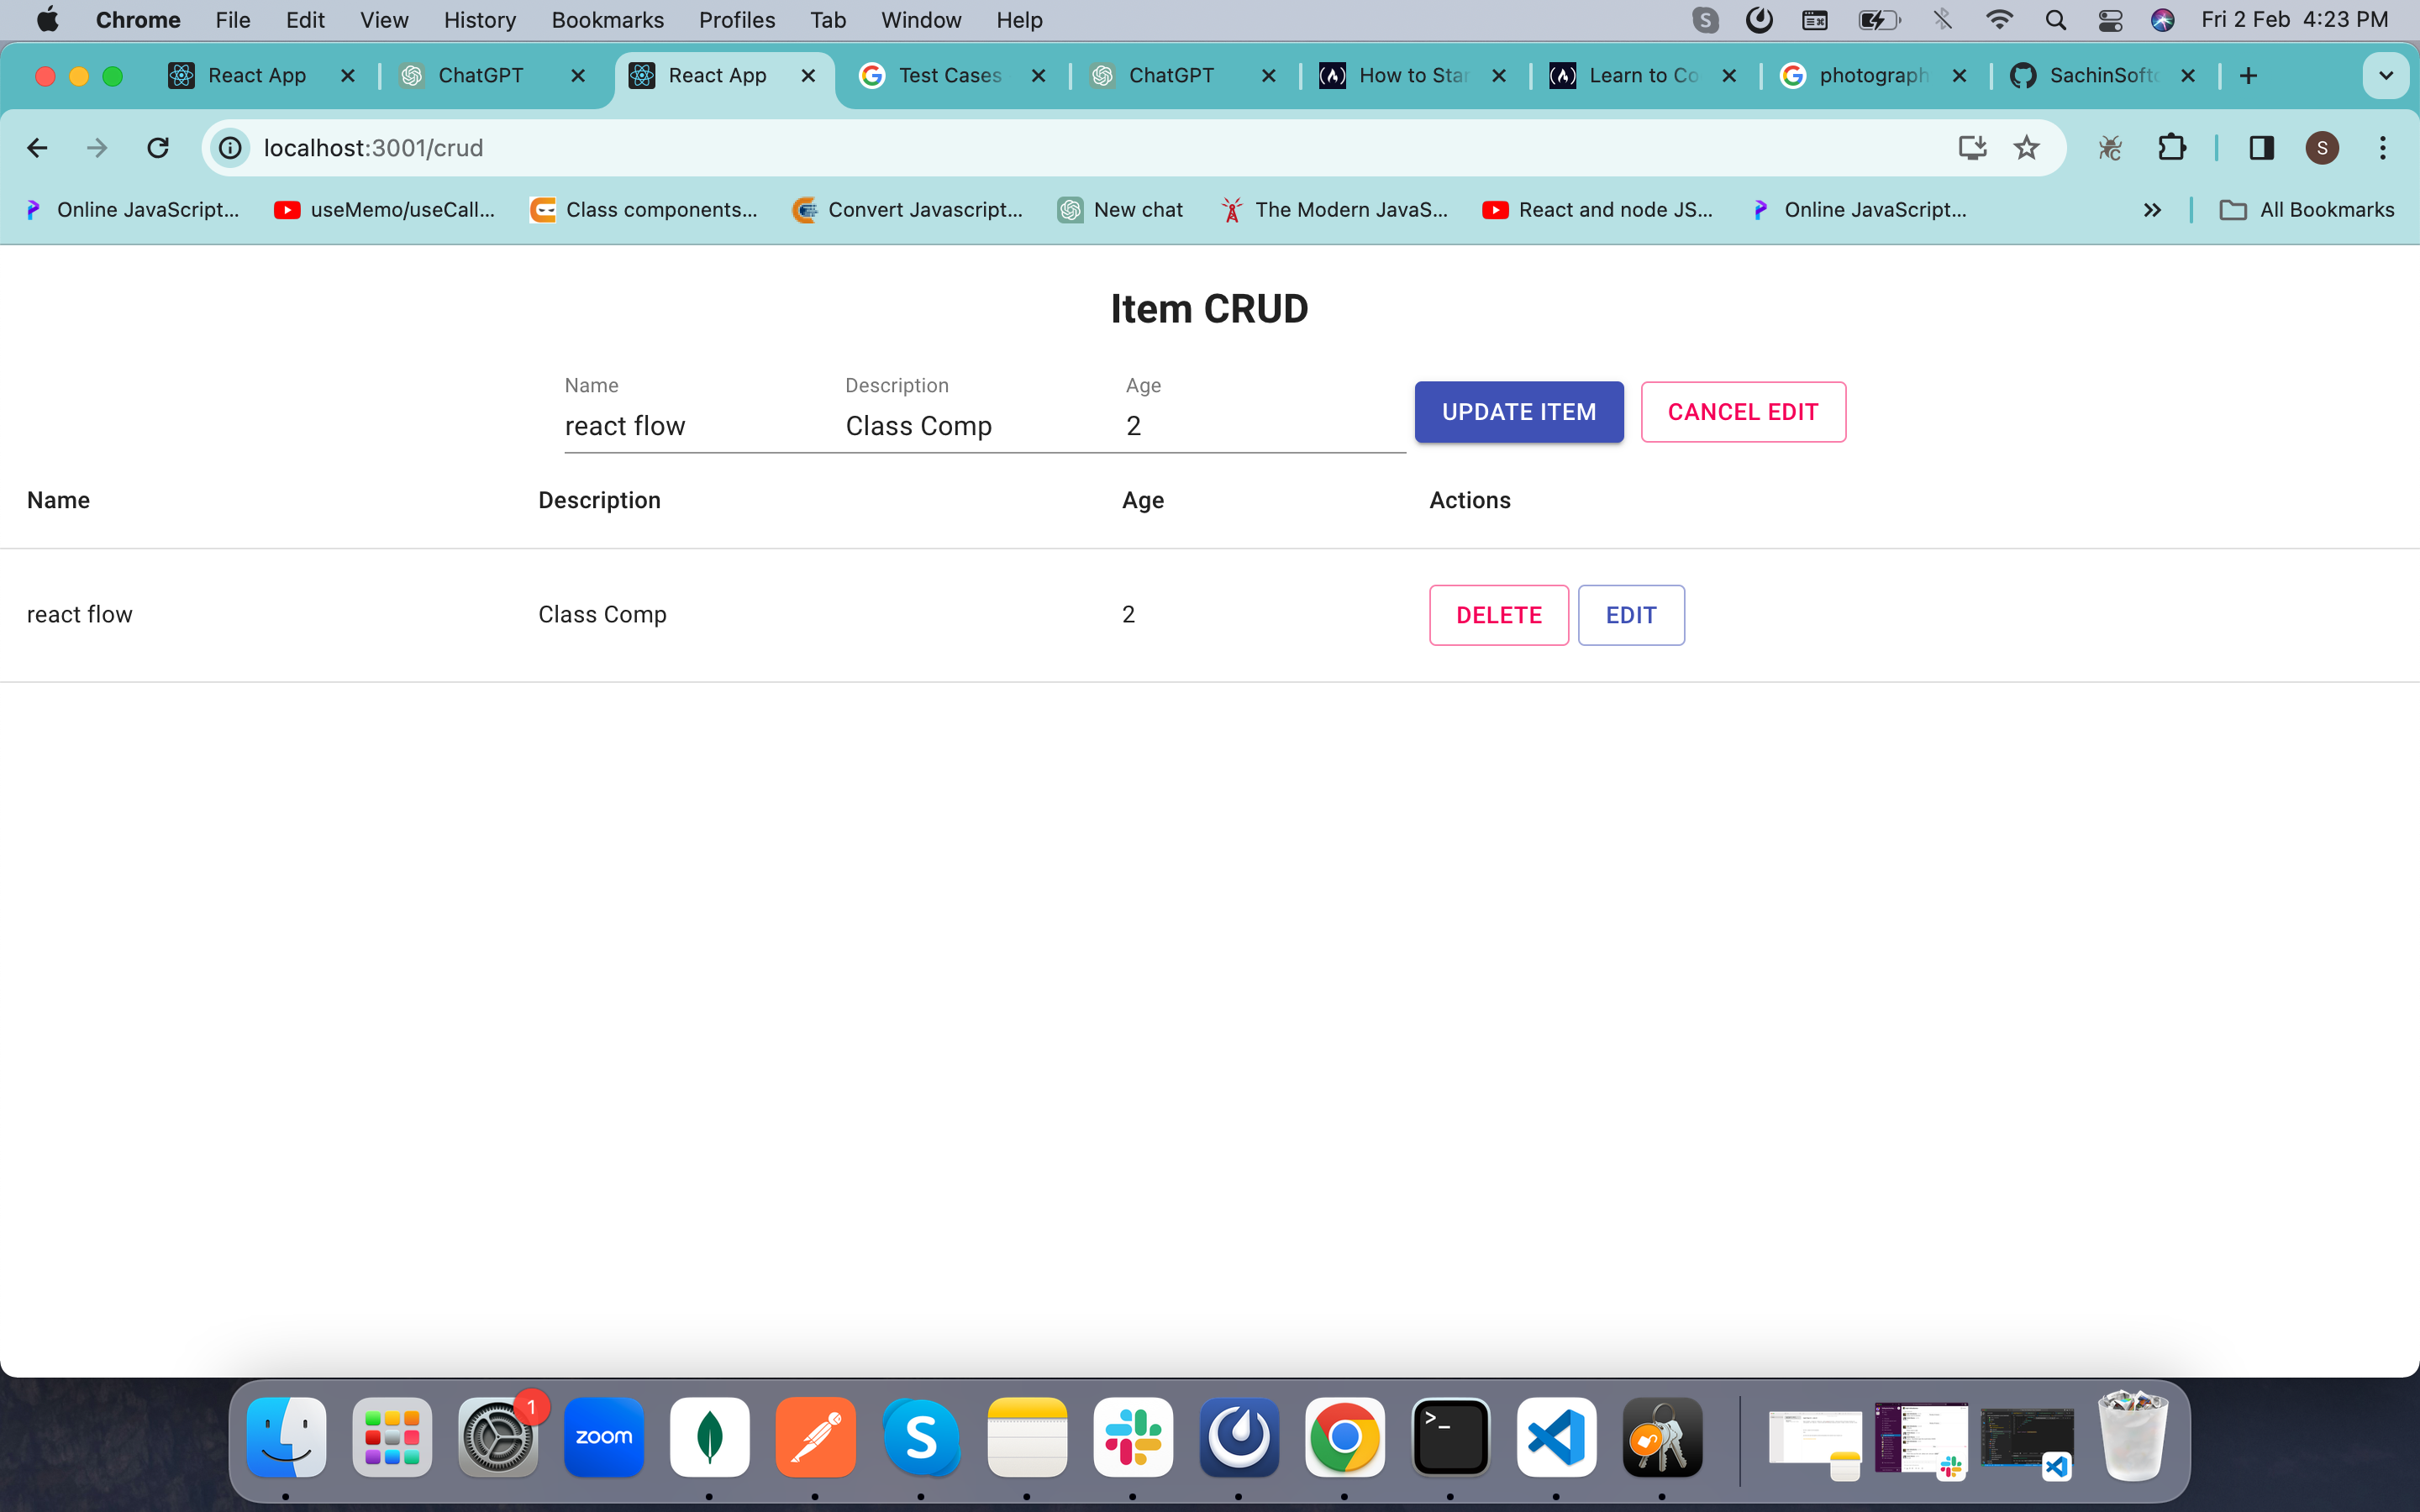 Chrome File Edit View History Bookmarks Profiles Tab Window Help S Fri 2 Feb 4:23 PM
React App ChatGPT React App Test Cases ChatGPT How to Star Learn to Co photograph SachinSofto
localhost:3001/crud S
Online JavaScript... useMemo/useCall... Class components... Convert Javascript... New chat The Modern JavaS... React and node JS... Online JavaScript... All Bookmarks
Item CRUD
Name Description Age
react flow Class Comp 2 UPDATE ITEM CANCEL EDIT
Name Description Age Actions
react flow Class Comp 2 DELETE EDIT
1
zoom S >_